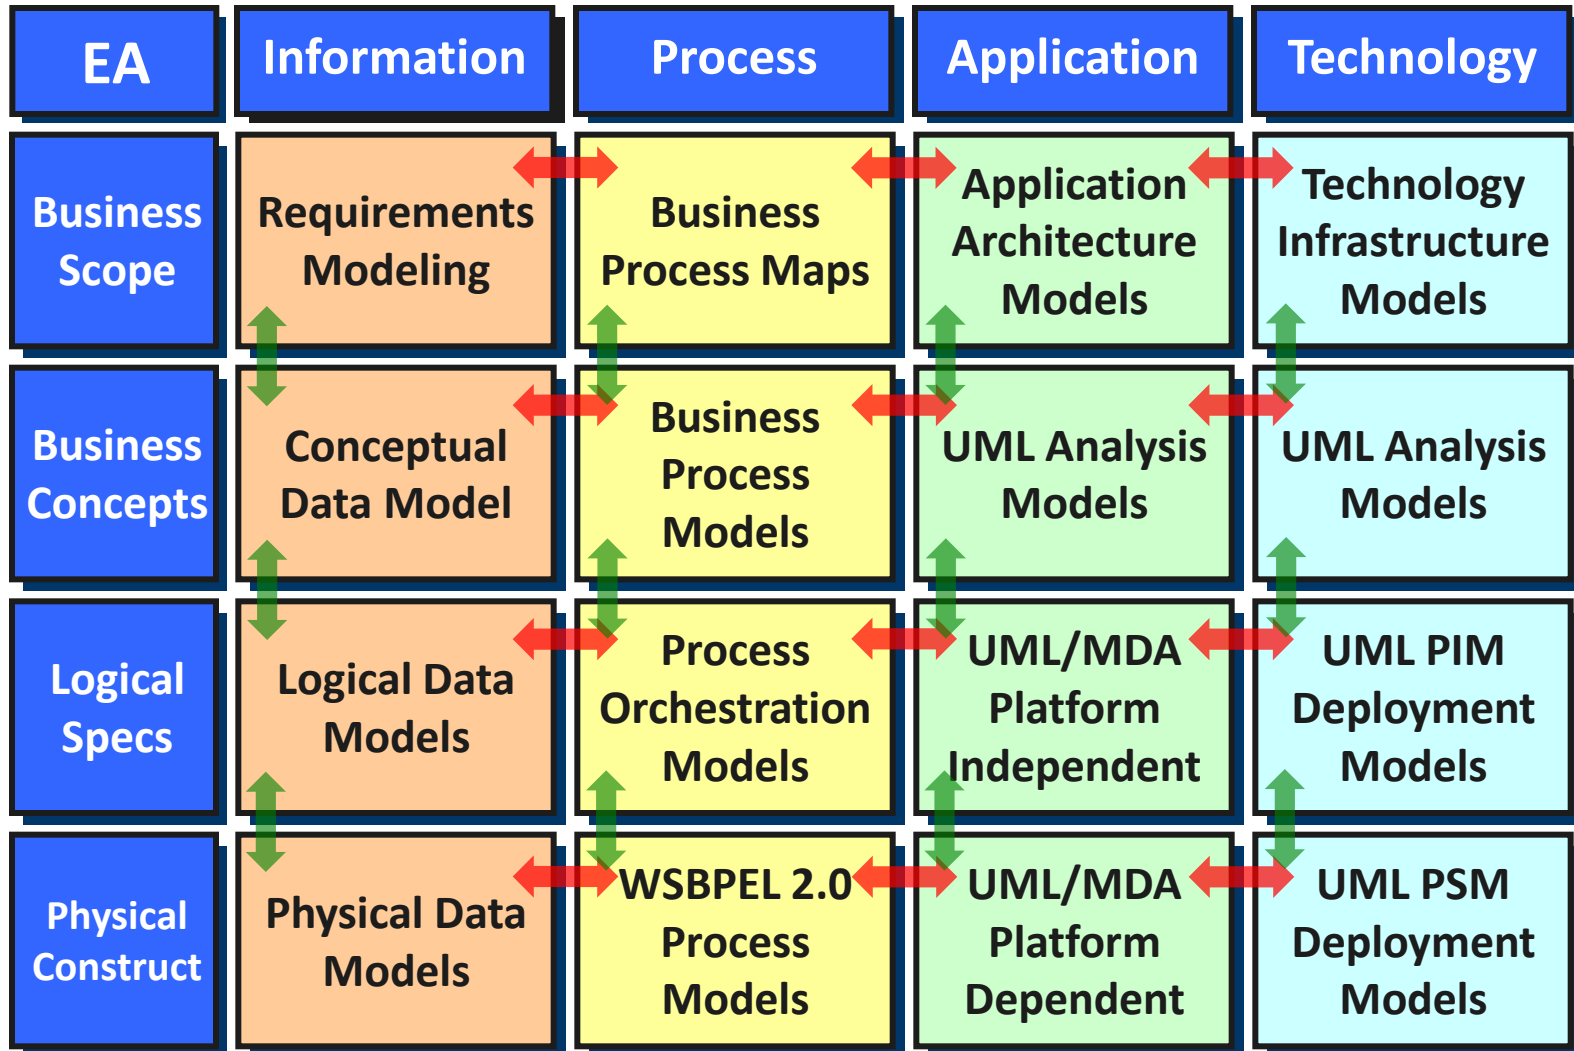 EA
Information
Process
Application
Technology
Business
Scope
Requirements
Modeling
Business
Process Maps
Application
Architecture
Models
Technology
Infrastructure
Models
Business
Concepts
Conceptual
Data Model
Business
Process
Models
UML Analysis
Models
UML Analysis
Models
Logical
Specs
Logical Data
Models
Process
Orchestration
Models
UML/MDA
Platform
Independent
UML PIM
Deployment
Models
Physical
Construct
Physical Data
Models
WSBPEL 2.0
Process
Models
UML/MDA
Platform
Dependent
UML PSM
Deployment
Models